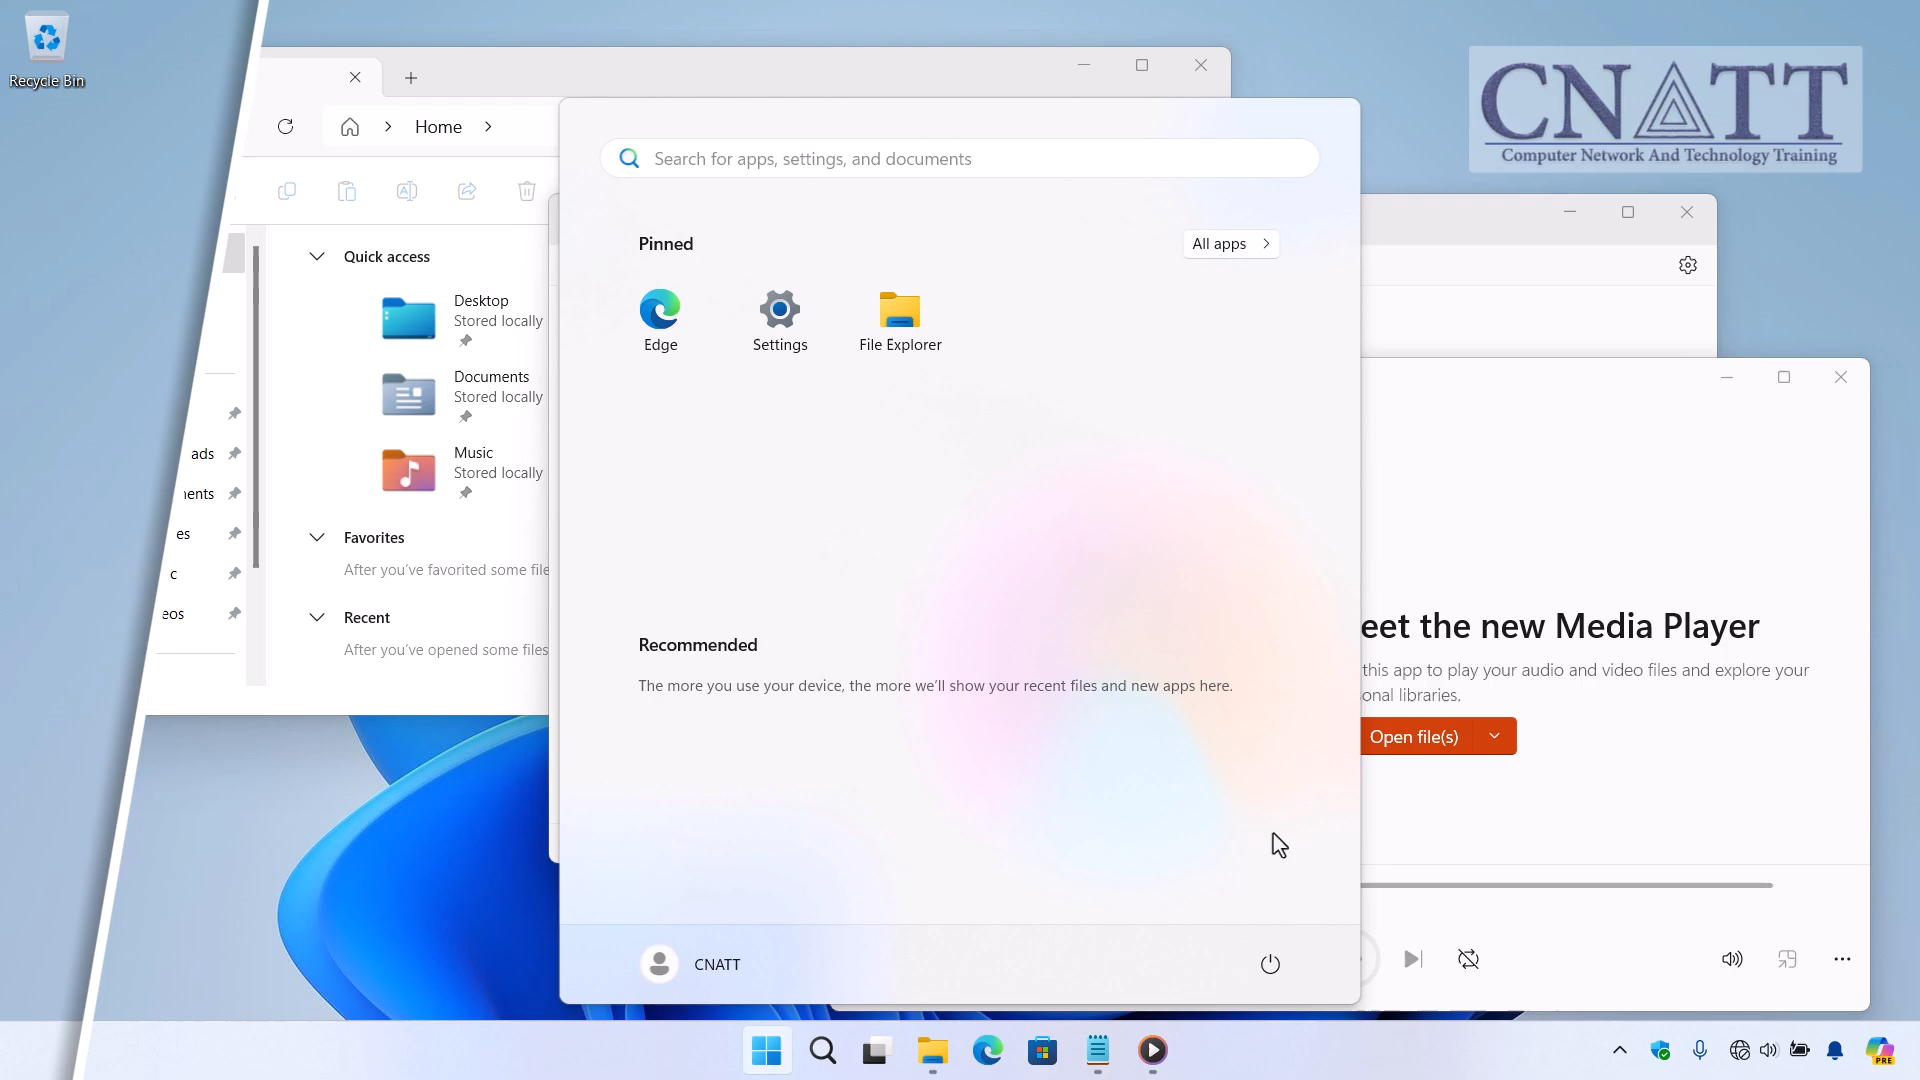 Recycle Bin
Home
CNATT
Computer Network And Technology Training
Search for apps, settings, and documents
Pinned
All apps
Edge
Settings
File Explorer
Quick access
Desktop
Stored locally
Documents
Stored locally
Music
Stored locally
ads
nents
es
c
eos
Favorites
After you've favorited some file
Recent
After you've opened some files
Recommended
The more you use your device, the more we'll show your recent files and new apps here.
eet the new Media Player
this app to play your audio and video files and explore your
onal libraries.
Open file(s)
CNATT
PRE